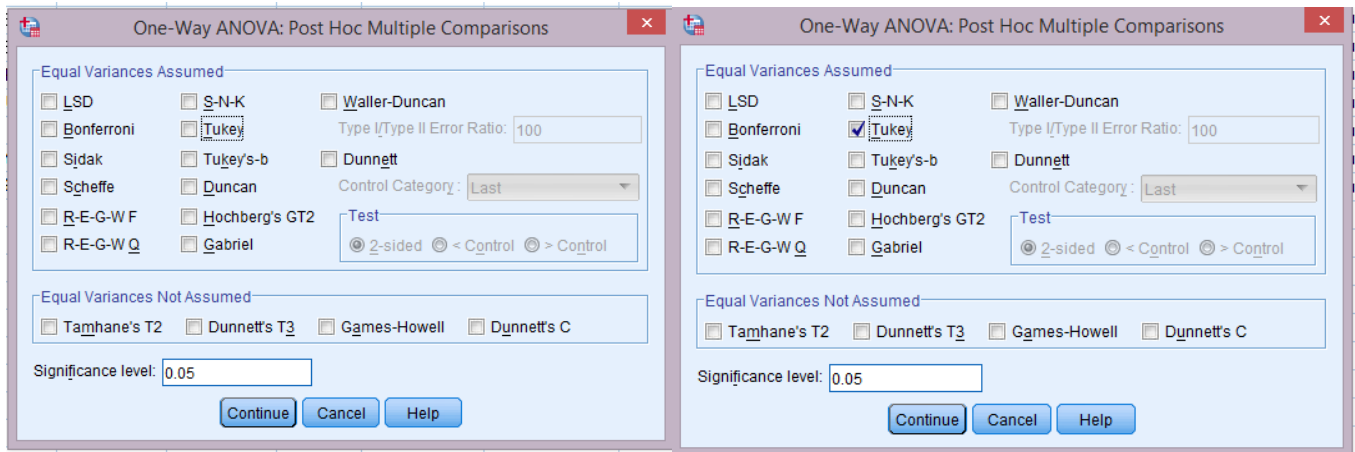 One-Way ANOVA: Post Hoc Multiple Comparisons
Equal Variances Assumed
LSD S-N-K Waller-Duncan
Bonferroni Tukey Type I/Type II Error Ratio: 100
Sidak Tukey's-b Dunnett
Scheffe Duncan Control Category: Last
R-E-G-W F Hochberg's GT2 Test
R-E-G-W Q Gabriel 2-sided < Control > Control
Equal Variances Not Assumed
Tamhane's T2 Dunnett's T3 Games-Howell Dunnett's C
Significance level: 0.05
Continue Cancel Help
One-Way ANOVA: Post Hoc Multiple Comparisons
Equal Variances Assumed
LSD S-N-K Waller-Duncan
Bonferroni Tukey Type I/Type II Error Ratio: 100
Sidak Tukey's-b Dunnett
Scheffe Duncan Control Category: Last
R-E-G-W F Hochberg's GT2 Test
R-E-G-W Q Gabriel 2-sided < Control > Control
Equal Variances Not Assumed
Tamhane's T2 Dunnett's T3 Games-Howell Dunnett's C
Significance level: 0.05
Continue Cancel Help